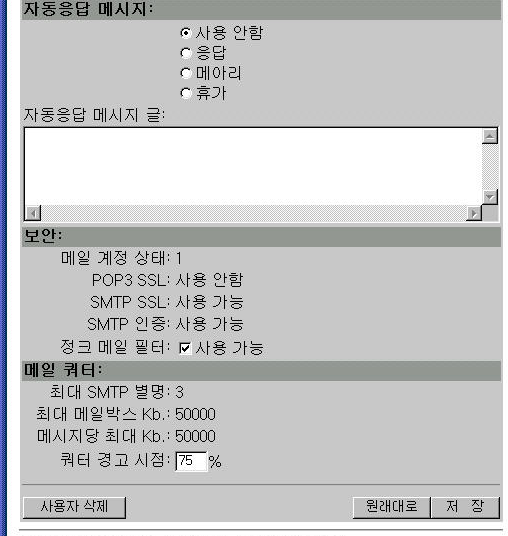 자동응답 메시지:
사용 안함
응답
메아리
휴가
자동응답 메시지 글:
보안:
메일 계정 상태: 1
POP3 SSL: 사용 안함
SMTP SSL: 사용 가능
SMTP 인증: 사용 가능
정크 메일 필터: 사용 가능
메일 쿼터:
최대 SMTP 별명: 3
최대 메일박스 Kb.: 50000
메시지당 최대 Kb.: 50000
쿼터 경고 시점: 75 %
사용자 삭제 원래대로 저 장